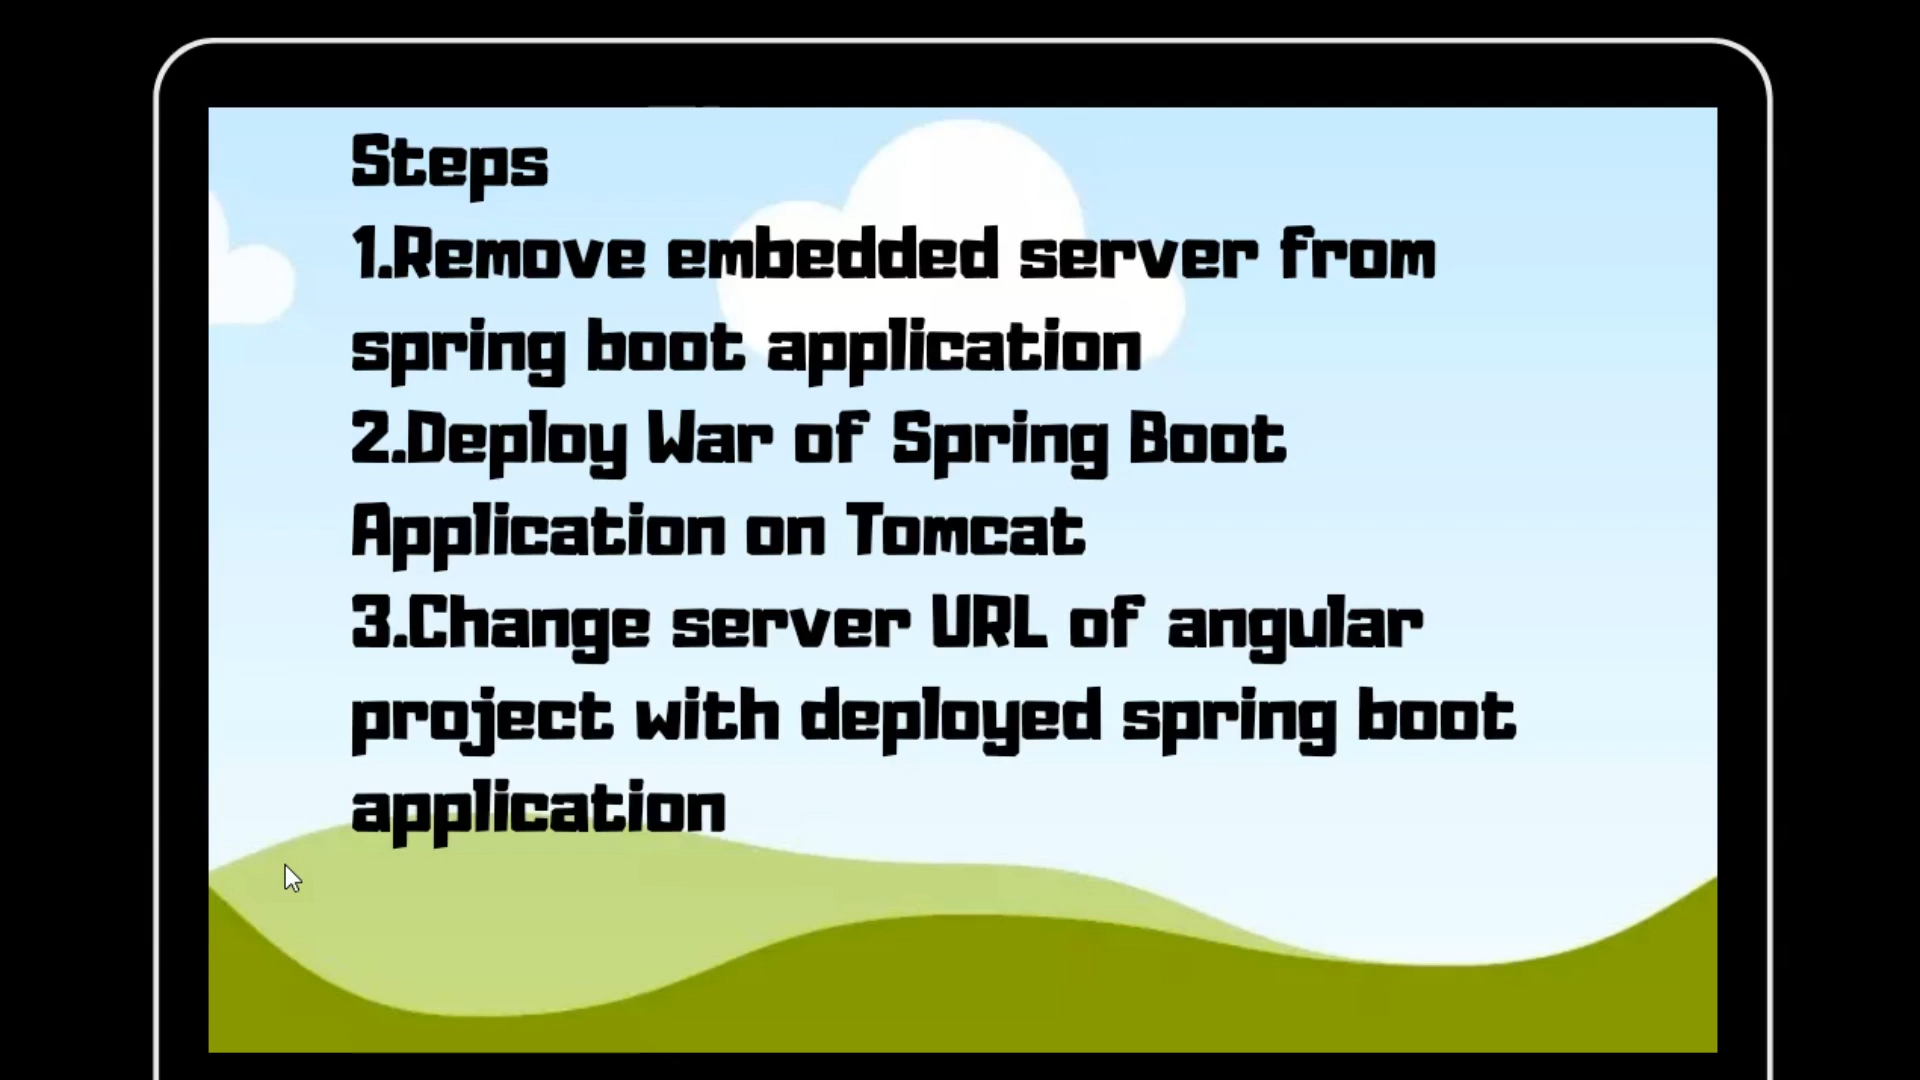 Steps
1.Remove embedded server from
spring boot application
2.Deploy War of Spring Boot
Application on Tomcat
3.Change server URL of angular
project with deployed spring boot
application